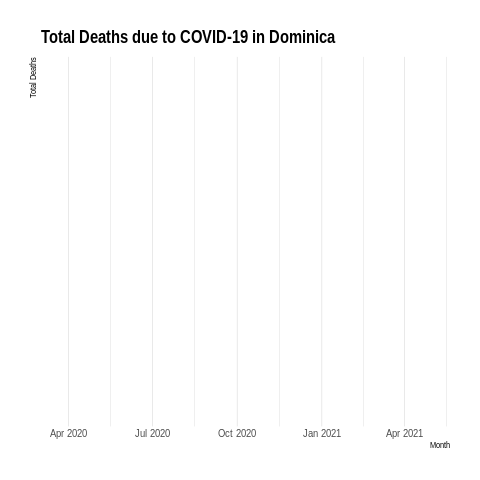 Total Deaths due to COVID-19 in Dominica
Total Deaths
Apr 2020 Jul 2020 Oct 2020 Jan 2021 Apr 2021
Month